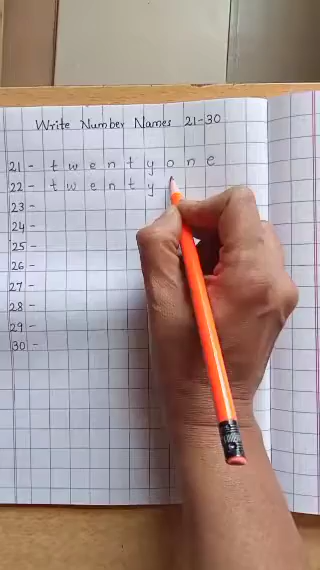 Write Number Names 21-30
21 - t w e n t y o n e
22 - t w e n t y
23 -
24 -
25 -
26 -
27 -
28 -
29 -
30 -